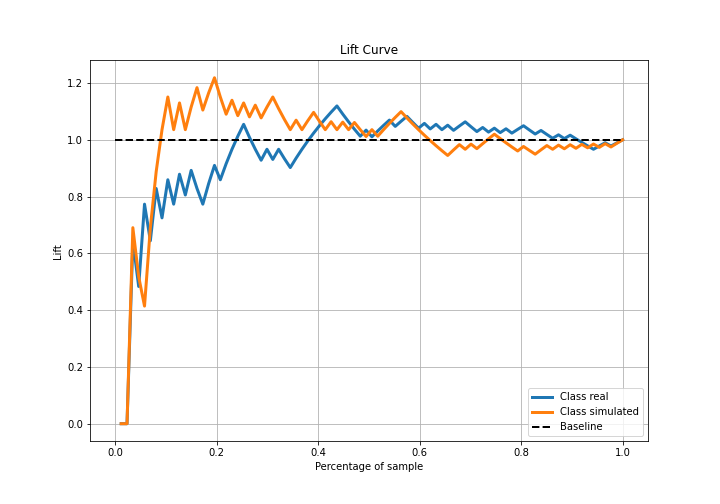 Lift Curve
1.2
1.0
0.8
0.6
0.4
0.2
0.0
Lift
0.0 0.2 0.4 0.6 0.8 1.0
Percentage of sample
Class real
Class simulated
Baseline